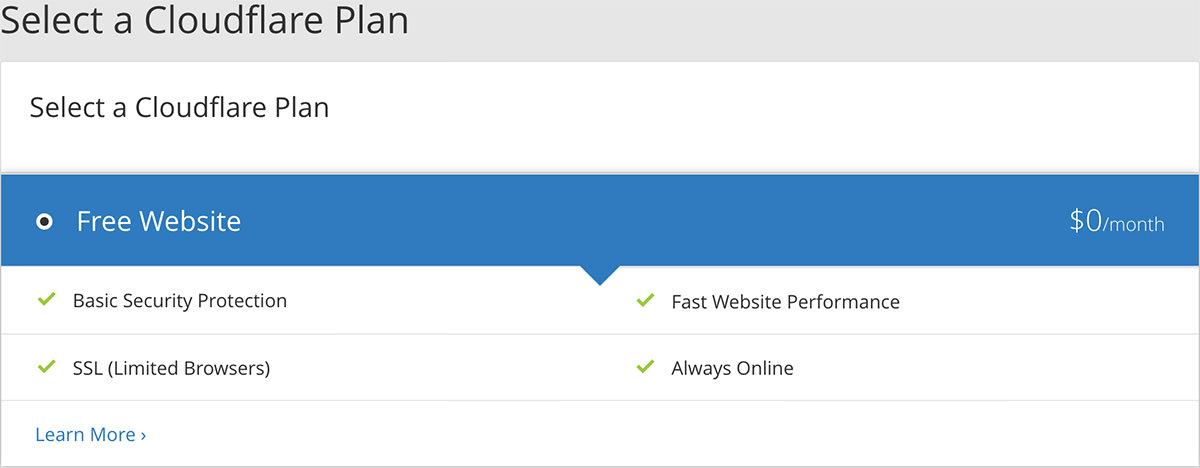 Select a Cloudflare Plan
Select a Cloudflare Plan
Free Website $0/month
Basic Security Protection Fast Website Performance
SSL (Limited Browsers) Always Online
Learn More ›